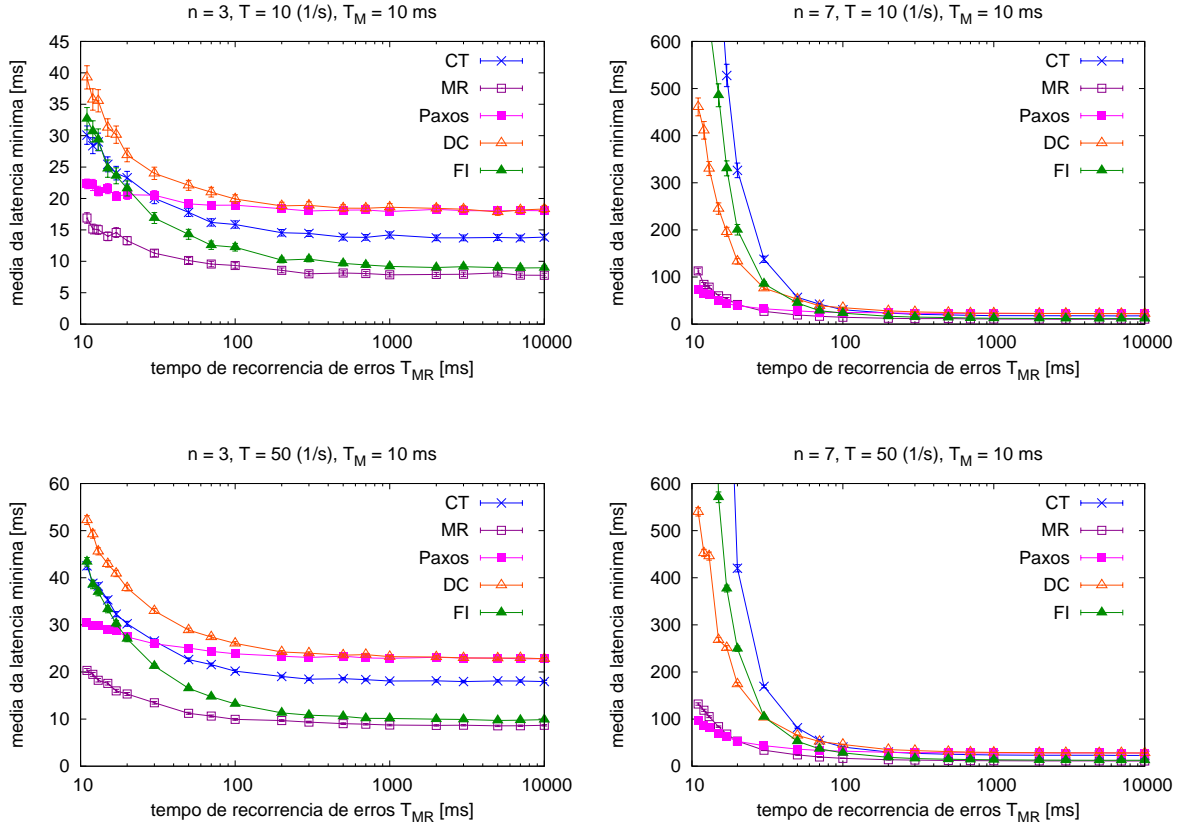 n = 3, T = 10 (1/s), T_M = 10 ms
media da latencia minima [ms]
45
40
35
30
25
20
15
10
5
0
CT
MR
Paxos
DC
FI
10 100 1000 10000
tempo de recorrencia de erros T_MR [ms]
n = 7, T = 10 (1/s), T_M = 10 ms
media da latencia minima [ms]
600
500
400
300
200
100
0
CT
MR
Paxos
DC
FI
10 100 1000 10000
tempo de recorrencia de erros T_MR [ms]
n = 3, T = 50 (1/s), T_M = 10 ms
media da latencia minima [ms]
60
50
40
30
20
10
0
CT
MR
Paxos
DC
FI
10 100 1000 10000
tempo de recorrencia de erros T_MR [ms]
n = 7, T = 50 (1/s), T_M = 10 ms
media da latencia minima [ms]
600
500
400
300
200
100
0
CT
MR
Paxos
DC
FI
10 100 1000 10000
tempo de recorrencia de erros T_MR [ms]